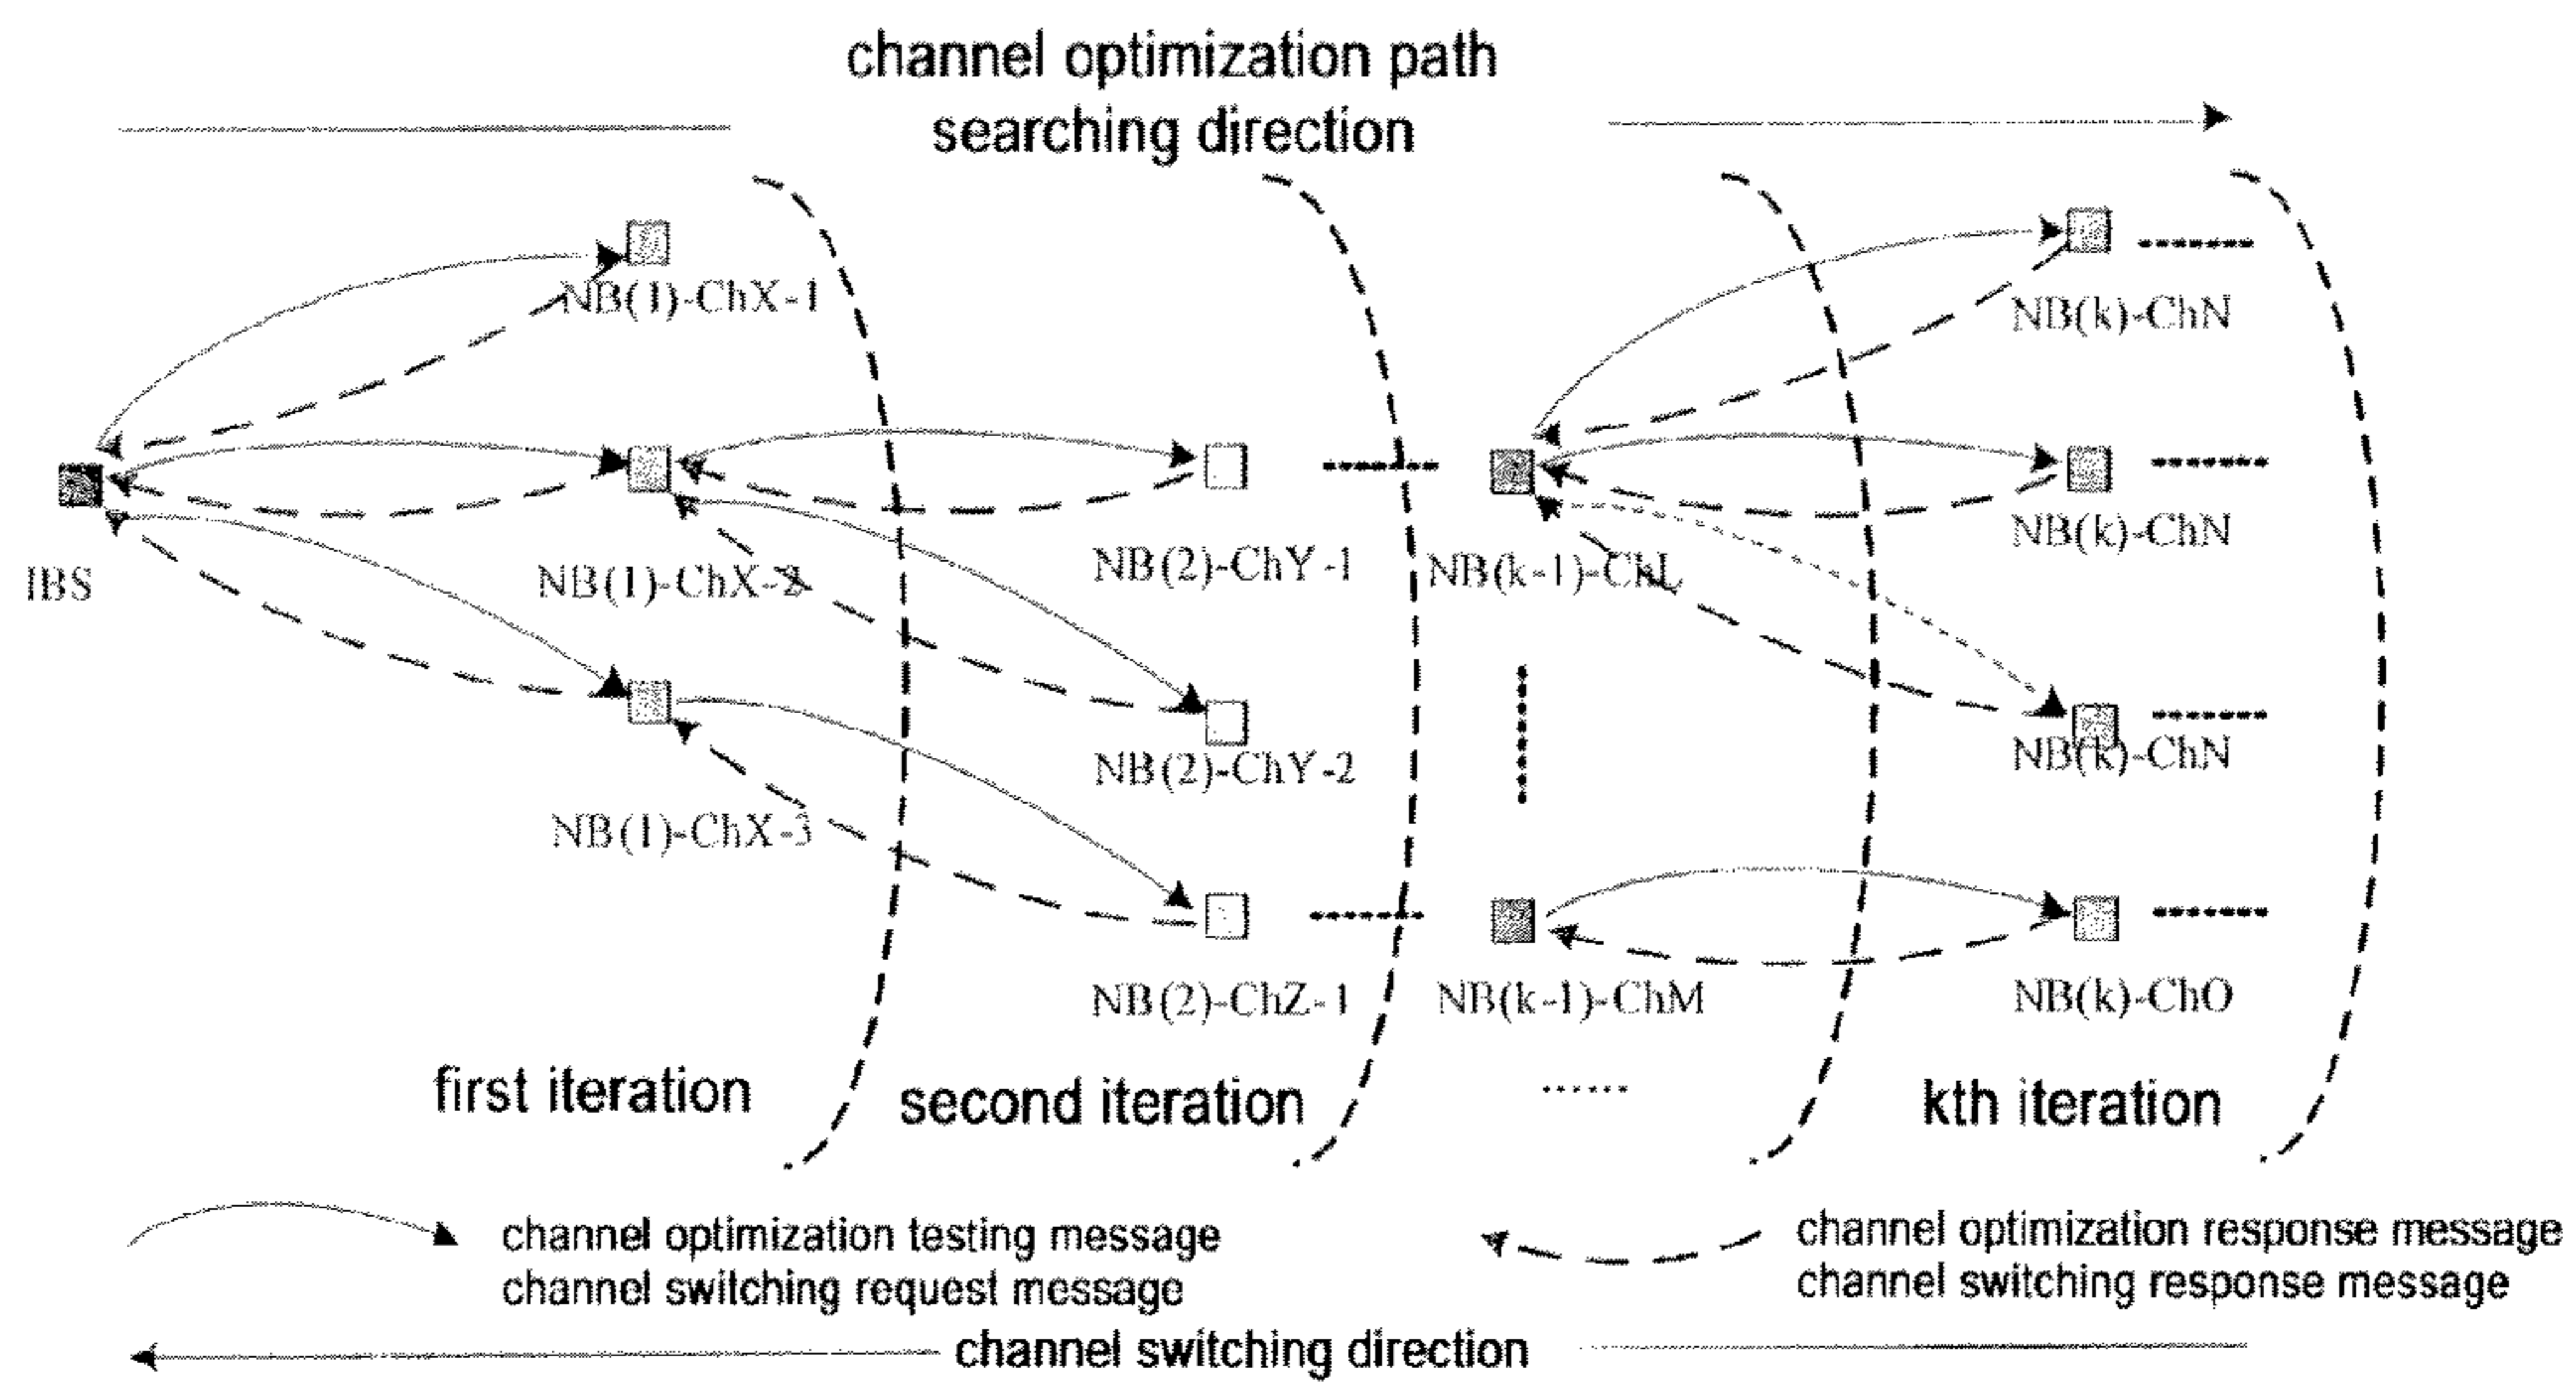 channel optimization path
searching direction
NB(1)-ChX-1
NB(k)-ChN
IBS
NB(1)-ChX-2
NB(2)-ChY-1
NB(k-1)-ChL
NB(k)-ChN
NB(2)-ChY-2
NB(k)-ChN
NB(1)-ChX-3
NB(2)-ChZ-1
NB(k-1)-ChM
NB(k)-ChO
first iteration
second iteration
kth iteration
channel optimization testing message
channel switching request message
channel optimization response message
channel switching response message
channel switching direction